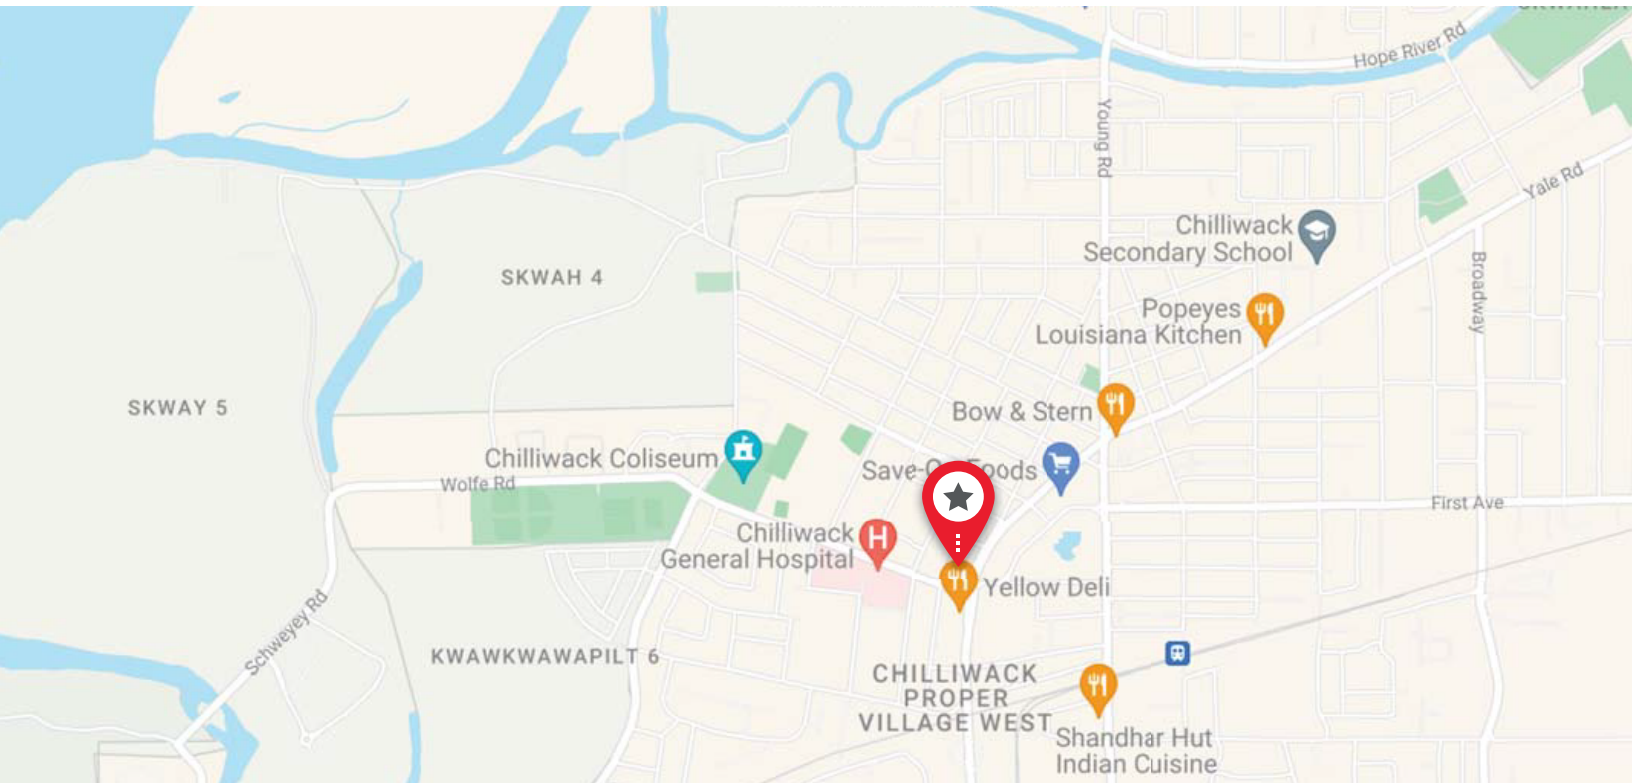 Hope River Rd
Young Rd
Yale Rd
Chilliwack
Secondary School
Broadway
SKWAH 4
Popeyes
Louisiana Kitchen
SKWAY 5
Bow & Stern
Chilliwack Coliseum
Save-On-Foods
Wolfe Rd
First Ave
Chilliwack
General Hospital
H
Yellow Deli
Schweyey Rd
KWAWKWAWAPILT 6
CHILLIWACK
PROPER
VILLAGE WEST
Shandhar Hut
Indian Cuisine